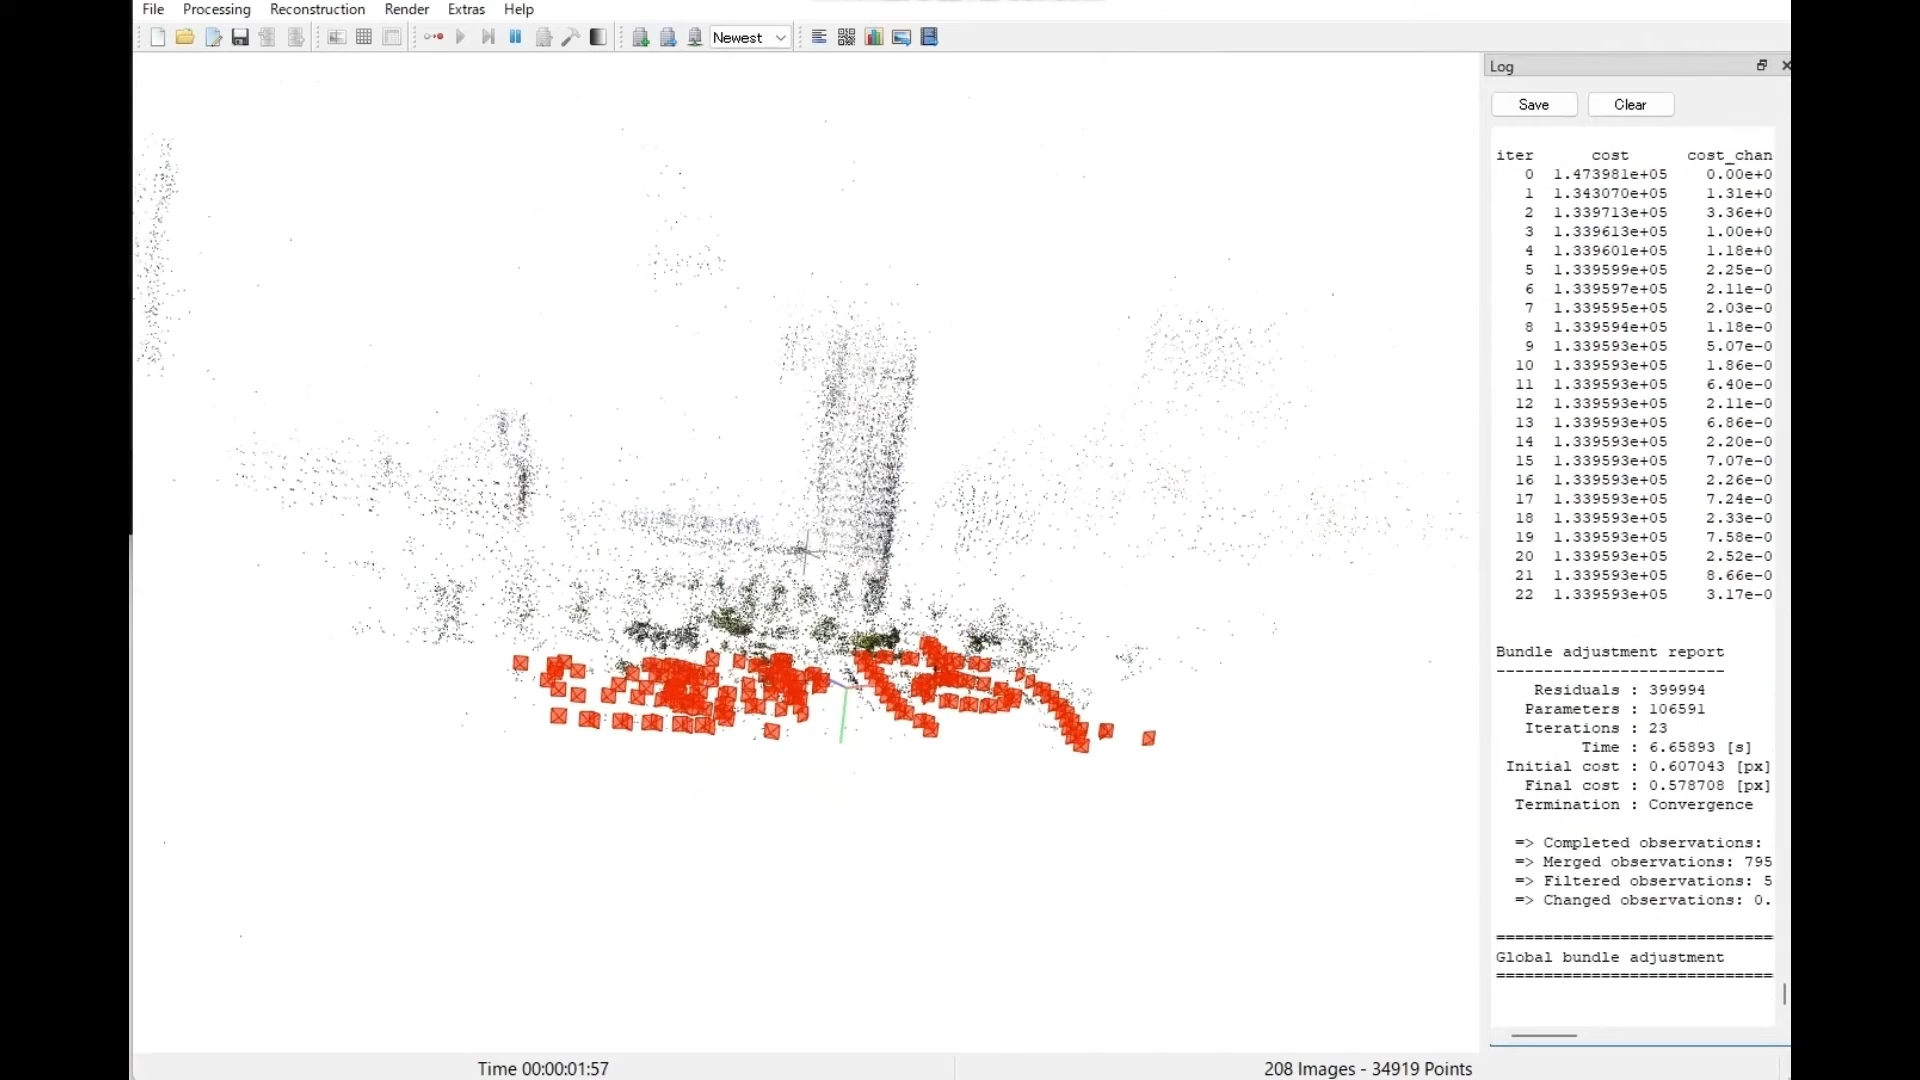 File Processing Reconstruction Render Extras Help
Newest
Log
Save Clear
iter cost cost_chan
0 1.473981e+05 0.00e+0
1 1.343070e+05 1.31e+0
2 1.339713e+05 3.36e+0
3 1.339613e+05 1.00e+0
4 1.339601e+05 1.18e+0
5 1.339599e+05 2.25e-0
6 1.339597e+05 2.11e-0
7 1.339595e+05 2.03e-0
8 1.339594e+05 1.18e-0
9 1.339593e+05 5.07e-0
10 1.339593e+05 1.86e-0
11 1.339593e+05 6.40e-0
12 1.339593e+05 2.11e-0
13 1.339593e+05 6.86e-0
14 1.339593e+05 2.20e-0
15 1.339593e+05 7.07e-0
16 1.339593e+05 2.26e-0
17 1.339593e+05 7.24e-0
18 1.339593e+05 2.33e-0
19 1.339593e+05 7.58e-0
20 1.339593e+05 2.52e-0
21 1.339593e+05 8.66e-0
22 1.339593e+05 3.17e-0
Bundle adjustment report
------------------------
Residuals : 399994
Parameters : 106591
Iterations : 23
Time : 6.65893 [s]
Initial cost : 0.607043 [px]
Final cost : 0.578708 [px]
Termination : Convergence
=> Completed observations:
=> Merged observations: 795
=> Filtered observations: 5
=> Changed observations: 0.
=============================
Global bundle adjustment
=============================
Time 00:00:01:57
208 Images - 34919 Points